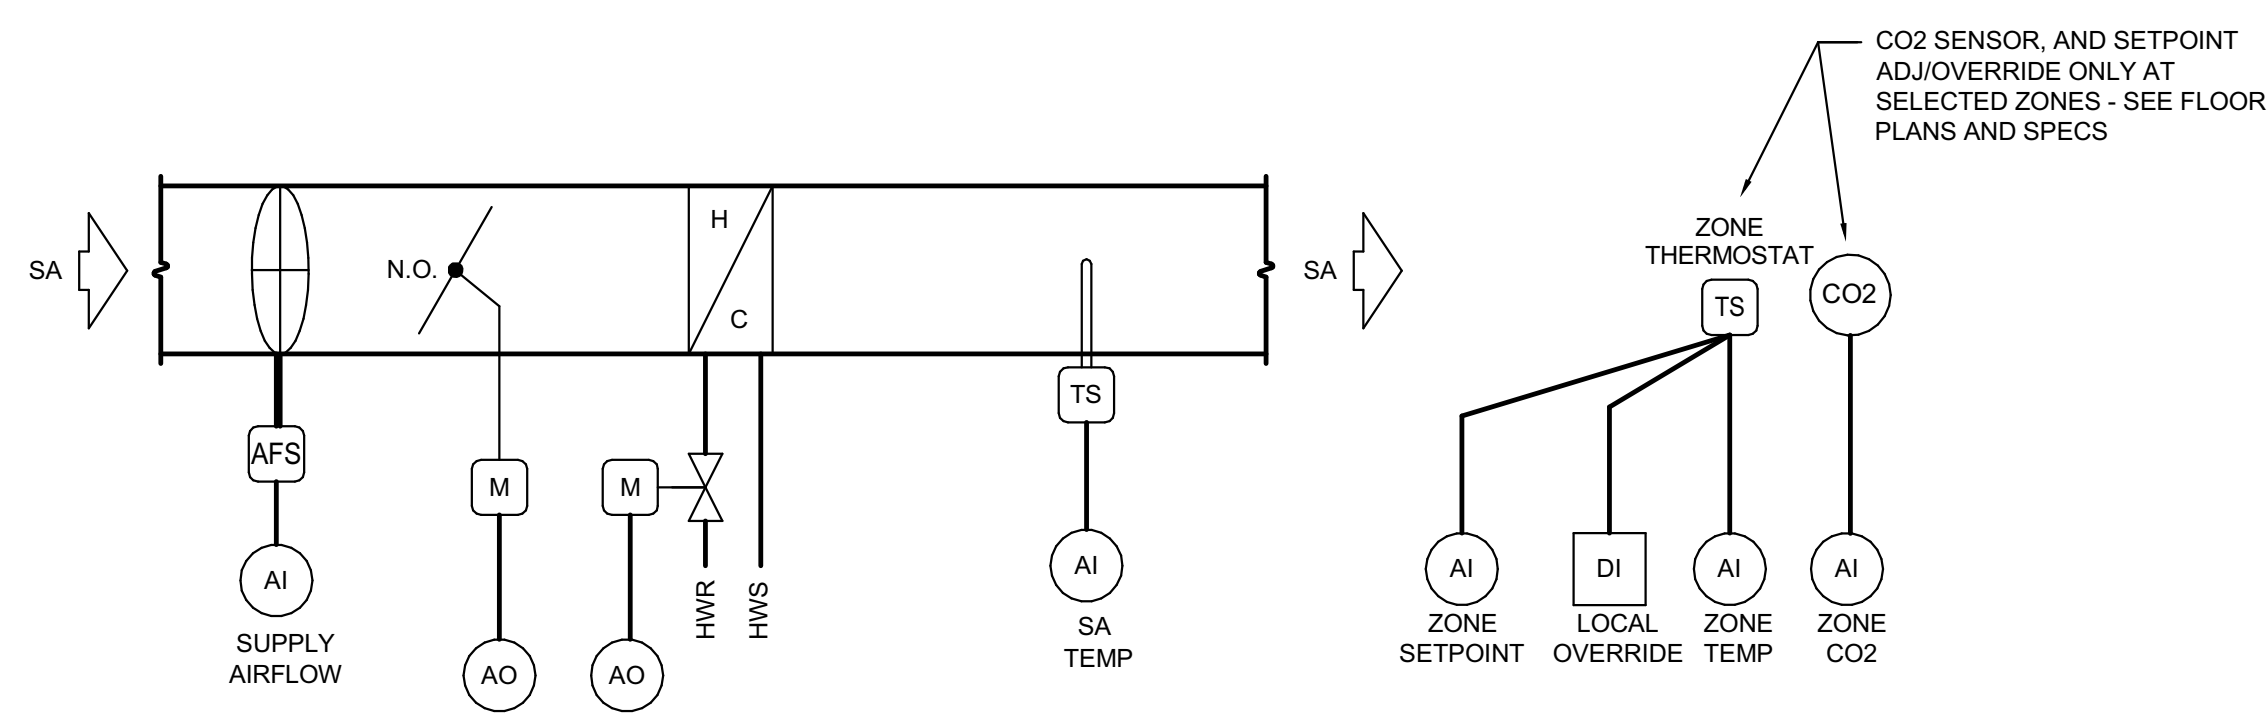 CO2 SENSOR, AND SETPOINT
ADJ/OVERRIDE ONLY AT
SELECTED ZONES - SEE FLOOR
PLANS AND SPECS
SA
N.O.
H
C
SA
ZONE
THERMOSTAT
TS
CO2
TS
AFS
M
M
AI
AO
AO
HWR
HWS
AI
AI
DI
AI
AI
SUPPLY
AIRFLOW
SA
TEMP
ZONE
SETPOINT
LOCAL
OVERRIDE
ZONE
TEMP
ZONE
CO2